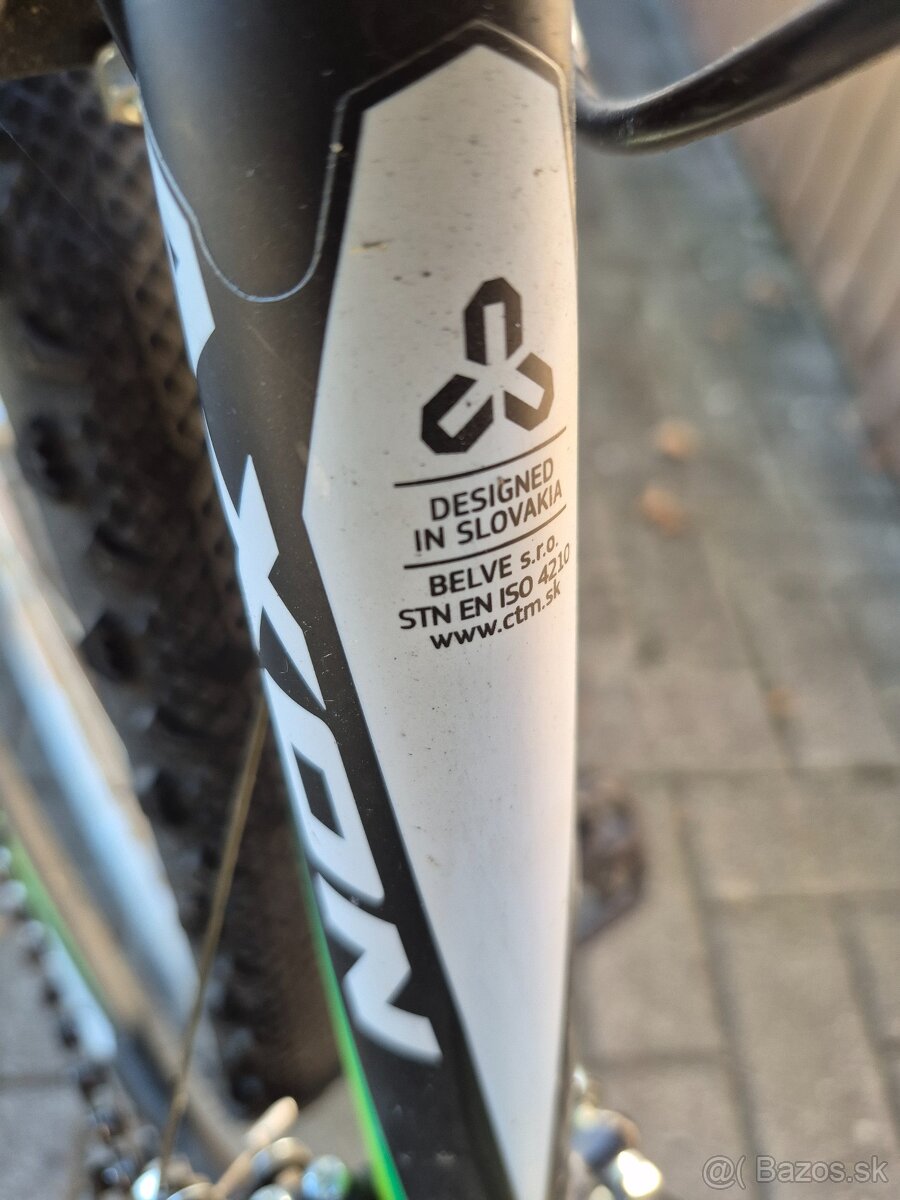 DESIGNED
IN SLOVAKIA
BELVE s.r.o.
STN EN ISO 4210
www.ctm.sk
@( Bazos.sk